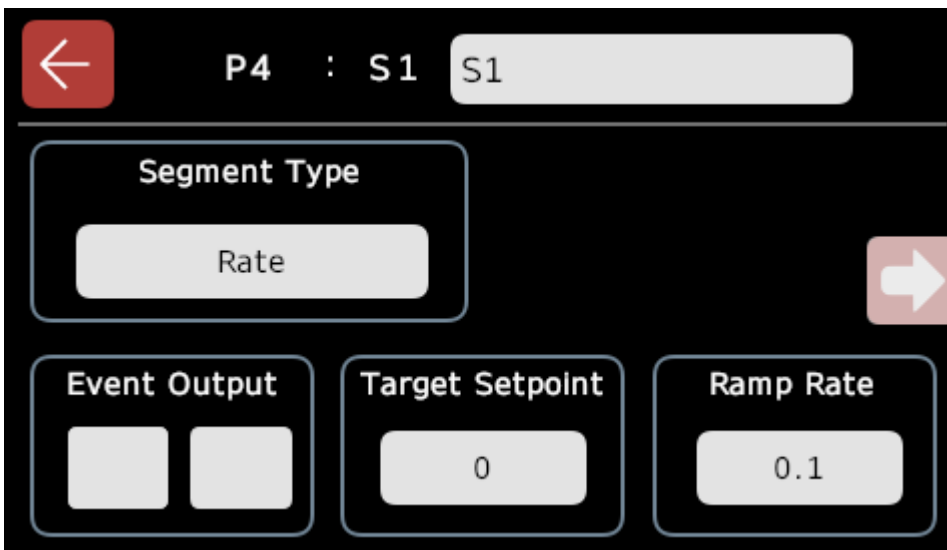 P4 : S1 S1
Segment Type
Rate
Event Output
Target Setpoint
0
Ramp Rate
0.1